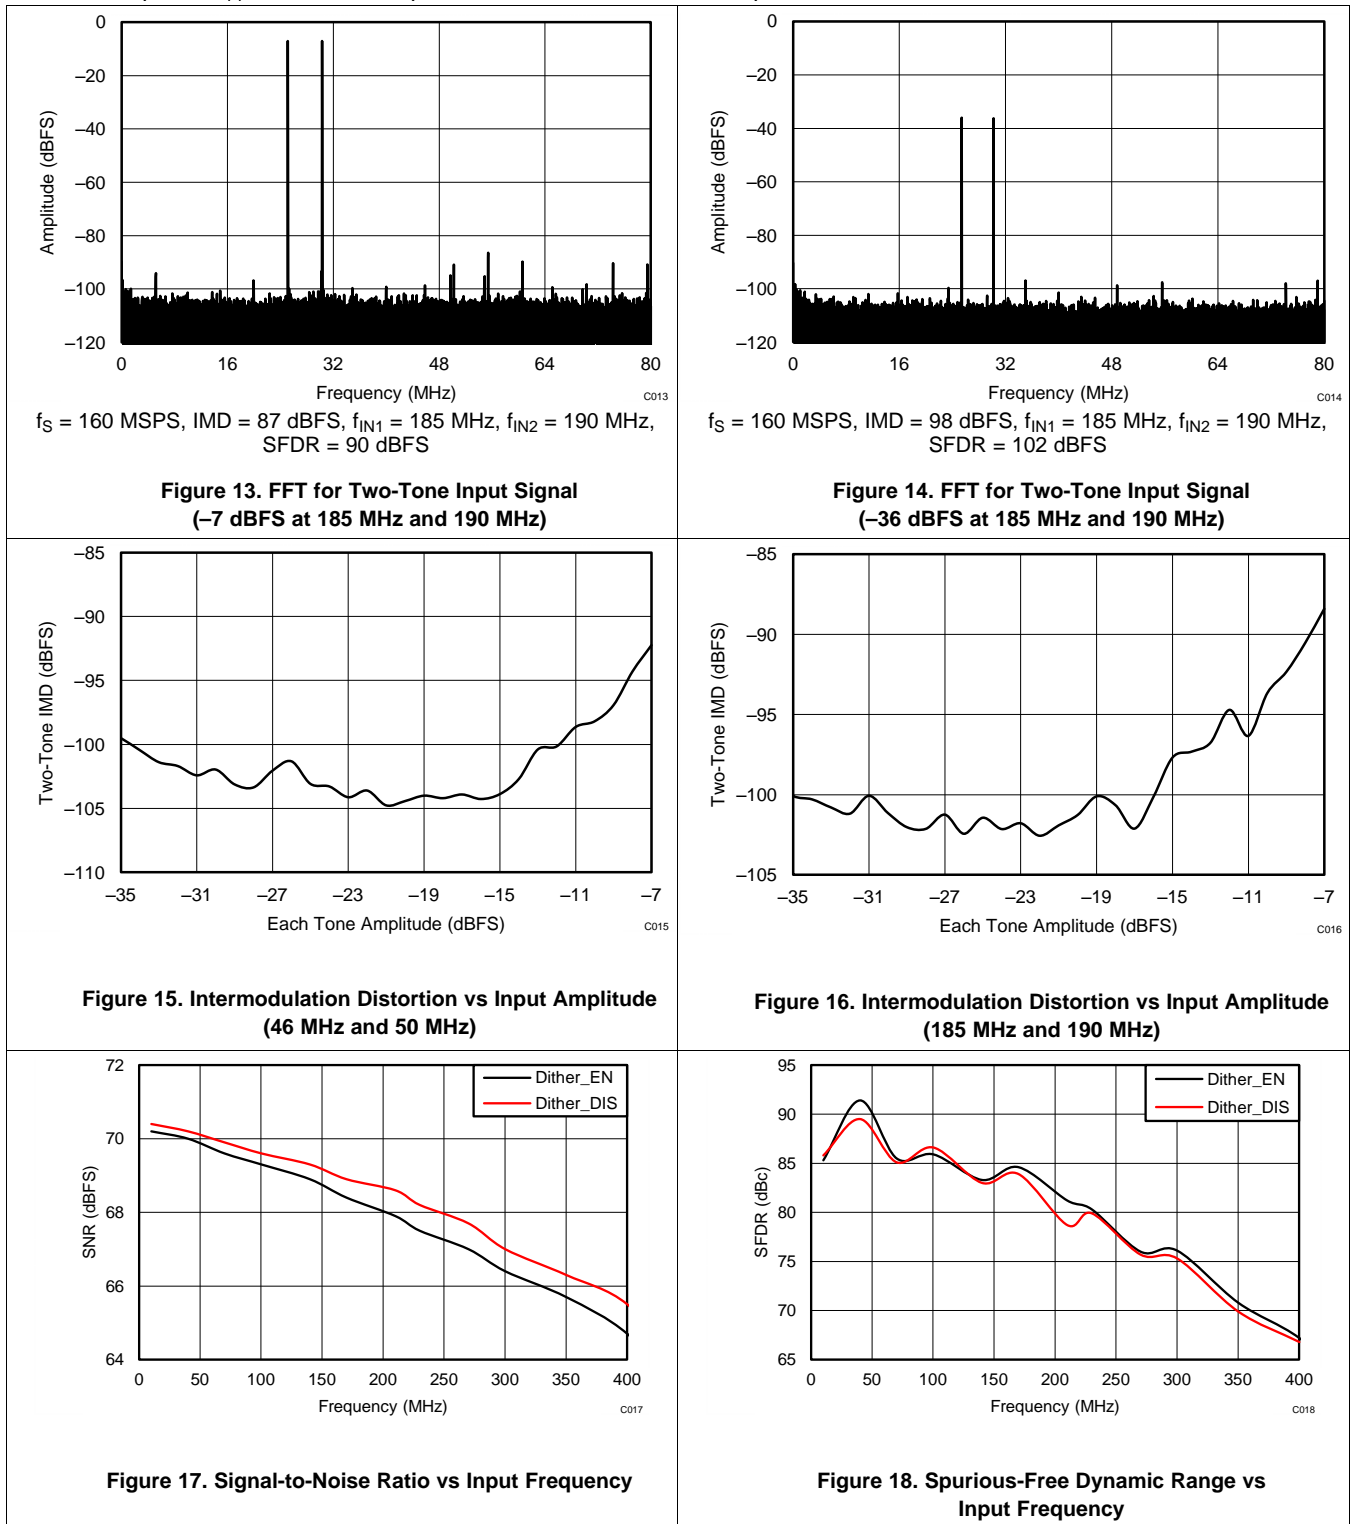 0
–20
–40
–60
–80
–100
–120
Amplitude (dBFS)
0 16 32 48 64 80
Frequency (MHz)
C013
fS = 160 MSPS, IMD = 87 dBFS, fIN1 = 185 MHz, fIN2 = 190 MHz,
SFDR = 90 dBFS
Figure 13. FFT for Two-Tone Input Signal
(–7 dBFS at 185 MHz and 190 MHz)
0
–20
–40
–60
–80
–100
–120
Amplitude (dBFS)
0 16 32 48 64 80
Frequency (MHz)
C014
fS = 160 MSPS, IMD = 98 dBFS, fIN1 = 185 MHz, fIN2 = 190 MHz,
SFDR = 102 dBFS
Figure 14. FFT for Two-Tone Input Signal
(–36 dBFS at 185 MHz and 190 MHz)
–85
–90
–95
–100
–105
–110
Two-Tone IMD (dBFS)
–35 –31 –27 –23 –19 –15 –11 –7
Each Tone Amplitude (dBFS)
C015
Figure 15. Intermodulation Distortion vs Input Amplitude
(46 MHz and 50 MHz)
–85
–90
–95
–100
–105
Two-Tone IMD (dBFS)
–35 –31 –27 –23 –19 –15 –11 –7
Each Tone Amplitude (dBFS)
C016
Figure 16. Intermodulation Distortion vs Input Amplitude
(185 MHz and 190 MHz)
72
70
68
66
64
SNR (dBFS)
Dither_EN
Dither_DIS
0 50 100 150 200 250 300 350 400
Frequency (MHz)
C017
Figure 17. Signal-to-Noise Ratio vs Input Frequency
95
90
85
80
75
70
65
SFDR (dBc)
Dither_EN
Dither_DIS
0 50 100 150 200 250 300 350 400
Frequency (MHz)
C018
Figure 18. Spurious-Free Dynamic Range vs
Input Frequency